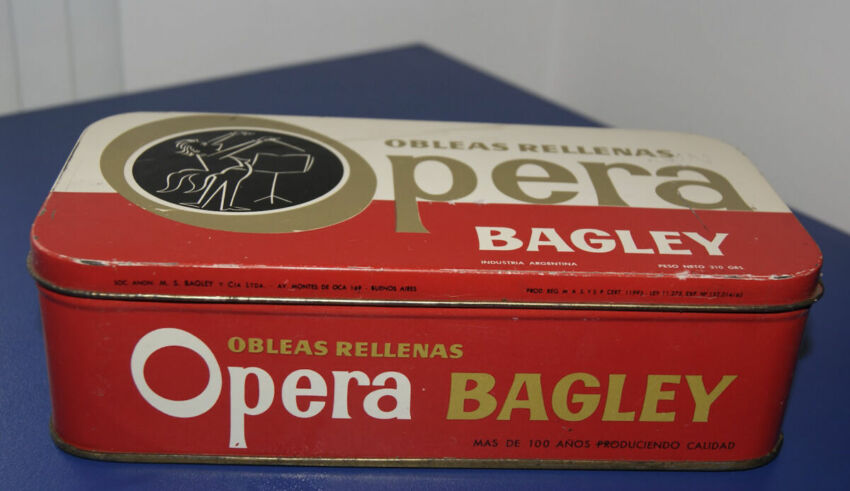 OBLEAS RELLENAS
Opera
BAGLEY
INDUSTRIA ARGENTINA PESO NETO 310 GRS.
SOC. ANON. M. S. BAGLEY Y CIA LTDA. - AV. MONTES DE OCA 169 - BUENOS AIRES
OBLEAS RELLENAS
Opera BAGLEY
MAS DE 100 AÑOS PRODUCIENDO CALIDAD